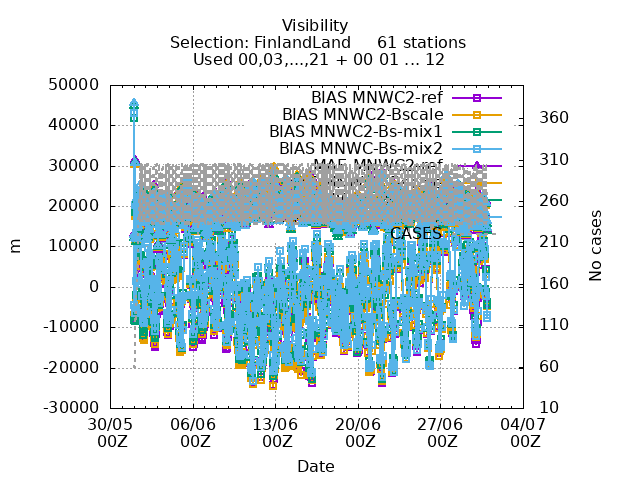 Visibility
Selection: FinlandLand 61 stations
Used 00,03,...,21 + 00 01 ... 12
50000
40000
30000
20000
10000
0
-10000
-20000
-30000
m
BIAS MNWC2-ref
BIAS MNWC2-Bscale
BIAS MNWC2-Bs-mix1
BIAS MNWC-Bs-mix2
MAE MNWC2-ref
CASES
360
310
260
210
160
110
60
10
No cases
30/05 06/06 13/06 20/06 27/06 04/07
00Z 00Z 00Z 00Z 00Z 00Z
Date